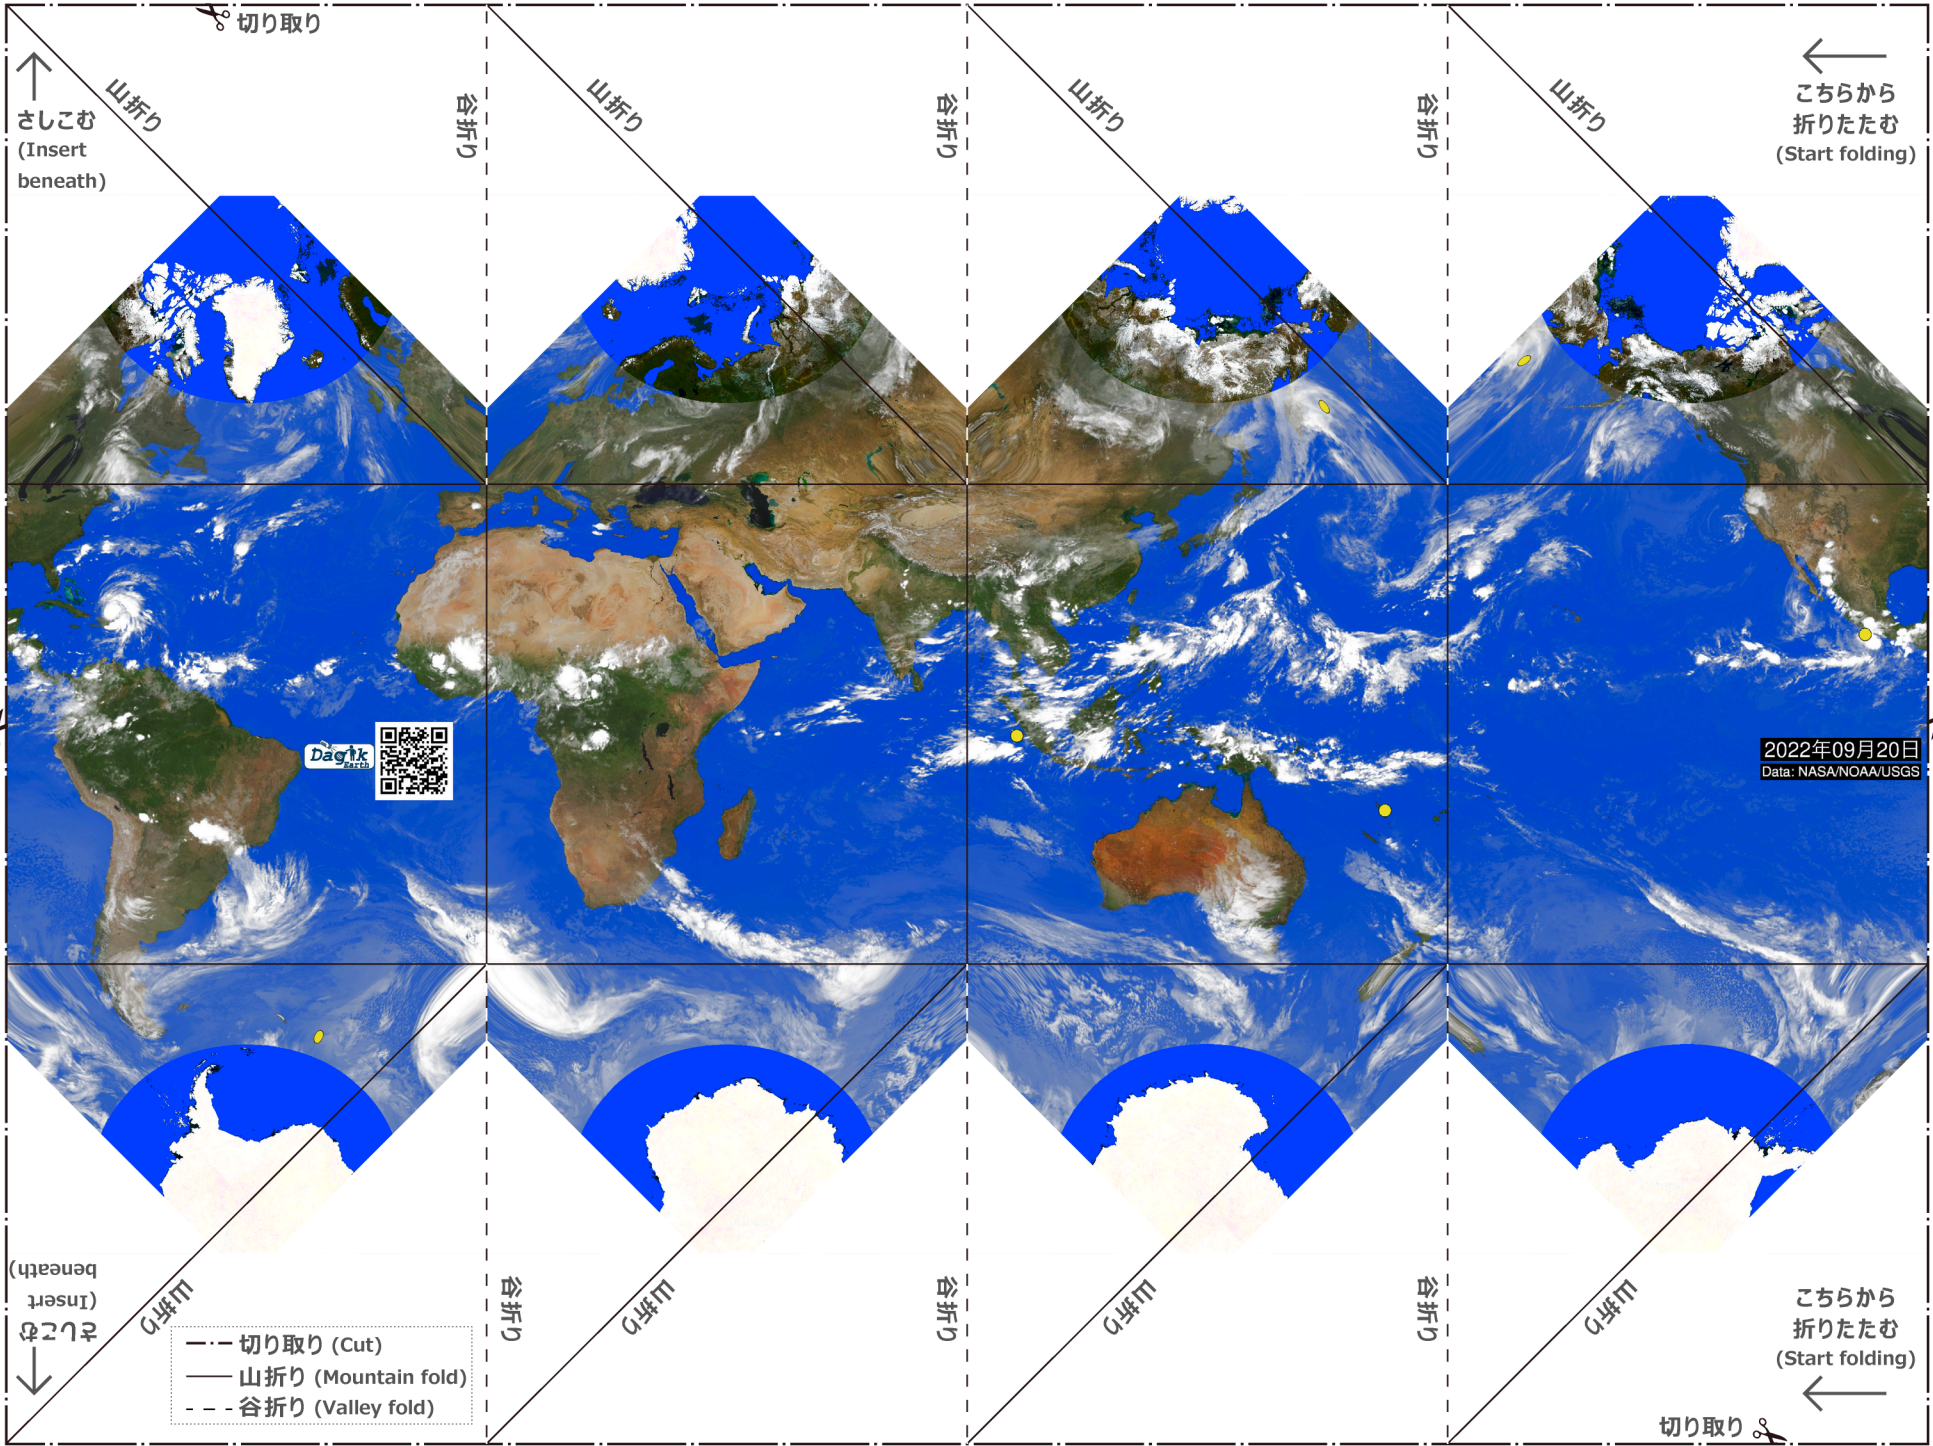 切り取り
さしこむ
(Insert
beneath)
山折り
谷折り
山折り
谷折り
山折り
谷折り
山折り
こちらから
折りたたむ
(Start folding)
Dagik
Earth
2022年09月20日
Data: NASA/NOAA/USGS
さしこむ
(Insert
beneath)
山折り
谷折り
山折り
谷折り
山折り
谷折り
山折り
こちらから
折りたたむ
(Start folding)
切り取り (Cut)
山折り (Mountain fold)
谷折り (Valley fold)
切り取り